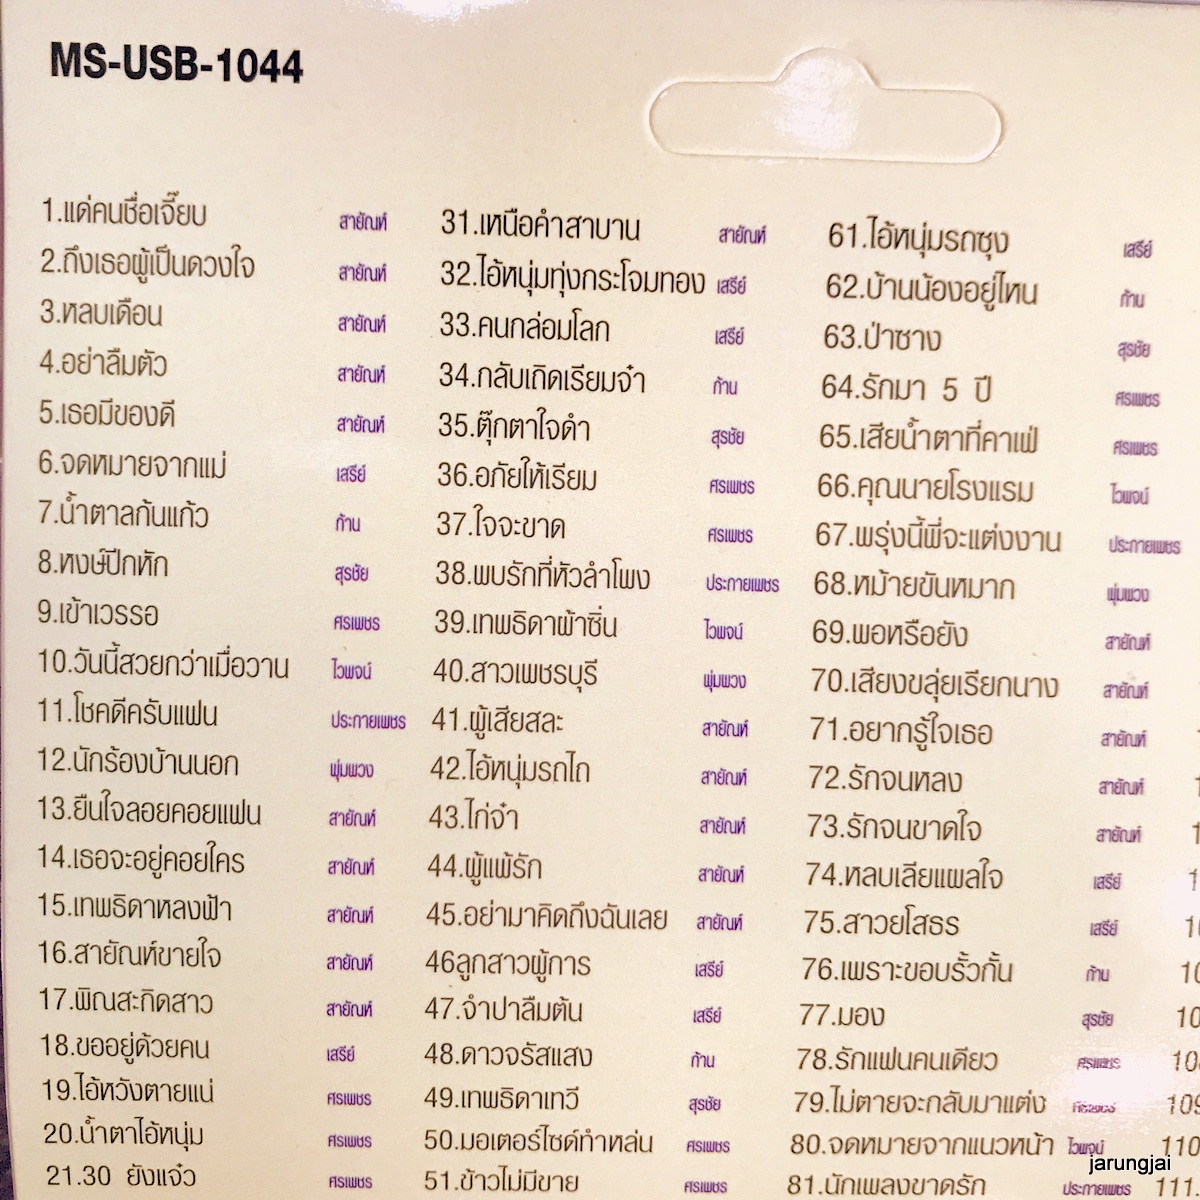 MS-USB-1044
1.แด่คนชื่อเจี๊ยบ สายัณห์
2.ถึงเธอผู้เป็นดวงใจ สายัณห์
3.หลบเดือน สายัณห์
4.อย่าลืมตัว สายัณห์
5.เธอมีของดี สายัณห์
6.จดหมายจากแม่ เสรีย์
7.น้ำตาลก้นแก้ว ก้าน
8.หงษ์ปีกหัก สุรชัย
9.เข้าเวรรอ ศรเพชร
10.วันนี้สวยกว่าเมื่อวาน ไวพจน์
11.โชคดีครับแฟน ประกายเพชร
12.นักร้องบ้านนอก พุ่มพวง
13.ยืนใจลอยคอยแฟน สายัณห์
14.เธอจะอยู่คอยใคร สายัณห์
15.เทพธิดาหลงฟ้า สายัณห์
16.สายัณห์ขายใจ สายัณห์
17.พิณสะกิดสาว สายัณห์
18.ขออยู่ด้วยคน เสรีย์
19.ไอ้หวังตายแน่ ศรเพชร
20.น้ำตาไอ้หนุ่ม ศรเพชร
21.30 ยังแจ๋ว ศรเพชร
31.เหนือคำสาบาน สายัณห์
32.ไอ้หนุ่มทุ่งกระโจมทอง เสรีย์
33.คนกล่อมโลก เสรีย์
34.กลับเถิดเรียมจ๋า ก้าน
35.ตุ๊กตาใจดำ สุรชัย
36.อภัยให้เรียม ศรเพชร
37.ใจจะขาด ศรเพชร
38.พบรักที่หัวลำโพง ประกายเพชร
39.เทพธิดาผ้าซิ่น ไวพจน์
40.สาวเพชรบุรี พุ่มพวง
41.ผู้เสียสละ สายัณห์
42.ไอ้หนุ่มรถไถ สายัณห์
43.ไก่จ๋า สายัณห์
44.ผู้แพ้รัก สายัณห์
45.อย่ามาคิดถึงฉันเลย สายัณห์
46ลูกสาวผู้การ เสรีย์
47.จำปาลืมต้น เสรีย์
48.ดาวจรัสแสง ก้าน
49.เทพธิดาเทวี สุรชัย
50.มอเตอร์ไซด์ทำหล่น ศรเพชร
51.ข้าวไม่มีขาย ศรเพชร
61.ไอ้หนุ่มรถซุง เสรีย์
62.บ้านน้องอยู่ไหน ก้าน
63.ป่าซาง สุรชัย
64.รักมา 5 ปี ศรเพชร
65.เสียน้ำตาที่คาเฟ่ ศรเพชร
66.คุณนายโรงแรม ไวพจน์
67.พรุ่งนี้พี่จะแต่งงาน ประกายเพชร
68.หม้ายขันหมาก พุ่มพวง
69.พอหรือยัง สายัณห์
70.เสียงขลุ่ยเรียกนาง สายัณห์
71.อยากรู้ใจเธอ สายัณห์
72.รักจนหลง สายัณห์
73.รักจนขาดใจ สายัณห์
74.หลบเลียแผลใจ เสรีย์
75.สาวยโสธร เสรีย์
76.เพราะขอบรั้วกั้น ก้าน
77.มอง สุรชัย
78.รักแฟนคนเดียว ศรเพชร
79.ไม่ตายจะกลับมาแต่ง ศรเพชร
80.จดหมายจากแนวหน้า ไวพจน์
81.นักเพลงขาดรัก ประกายเพชร
109
110
111.
jarungjai